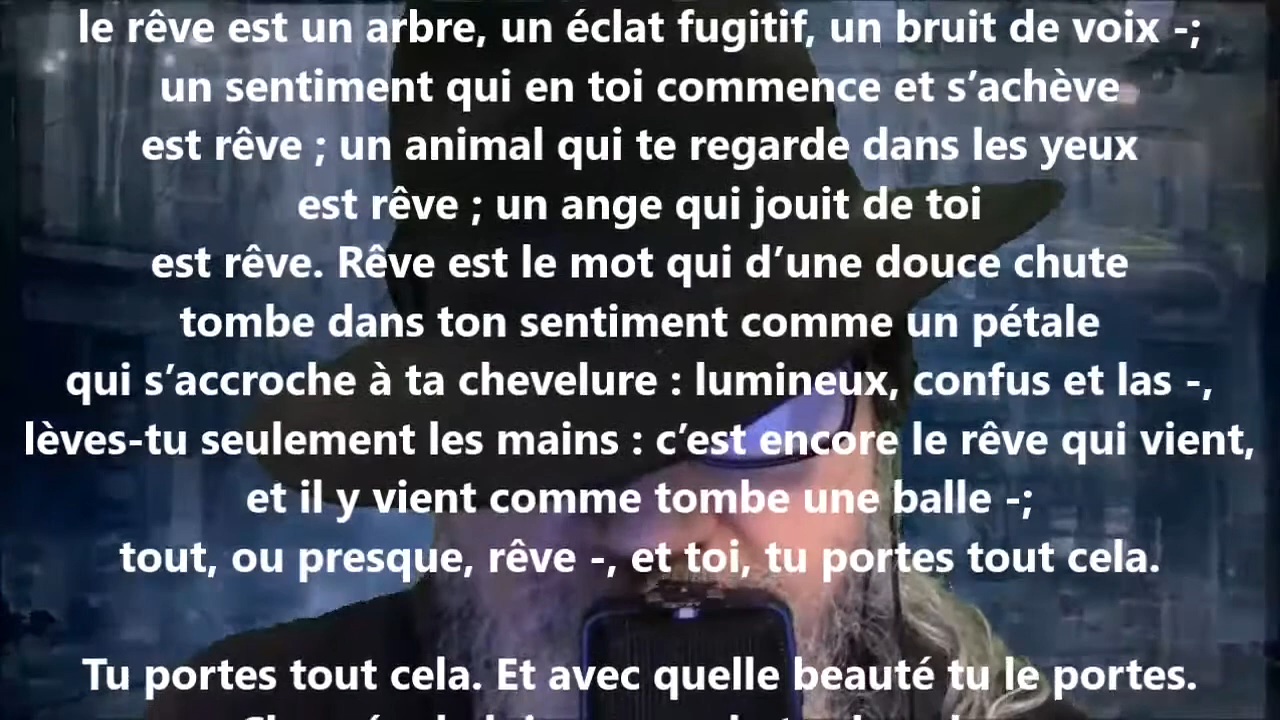 le rêve est un arbre, un éclat fugitif, un bruit de voix -;
un sentiment qui en toi commence et s’achève
est rêve ; un animal qui te regarde dans les yeux
est rêve ; un ange qui jouit de toi
est rêve. Rêve est le mot qui d’une douce chute
tombe dans ton sentiment comme un pétale
qui s’accroche à ta chevelure : lumineux, confus et las -,
lèves-tu seulement les mains : c’est encore le rêve qui vient,
et il y vient comme tombe une balle -;
tout, ou presque, rêve -, et toi, tu portes tout cela.
Tu portes tout cela. Et avec quelle beauté tu le portes.